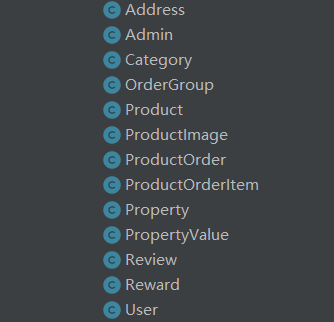 C Address
C Admin
C Category
C OrderGroup
C Product
C ProductImage
C ProductOrder
C ProductOrderItem
C Property
C PropertyValue
C Review
C Reward
C User